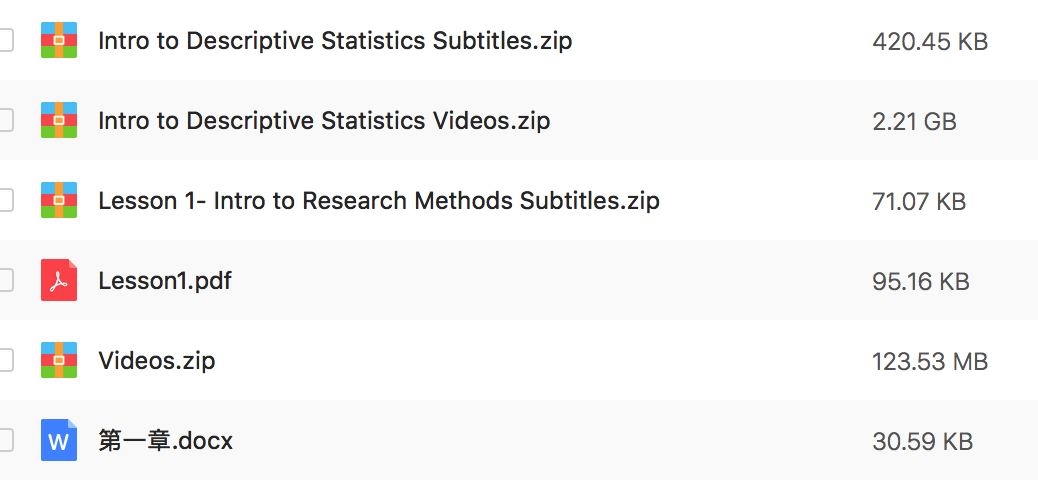 Intro to Descriptive Statistics Subtitles.zip 420.45 KB
Intro to Descriptive Statistics Videos.zip 2.21 GB
Lesson 1- Intro to Research Methods Subtitles.zip 71.07 KB
Lesson1.pdf 95.16 KB
Videos.zip 123.53 MB
W 第一章.docx 30.59 KB